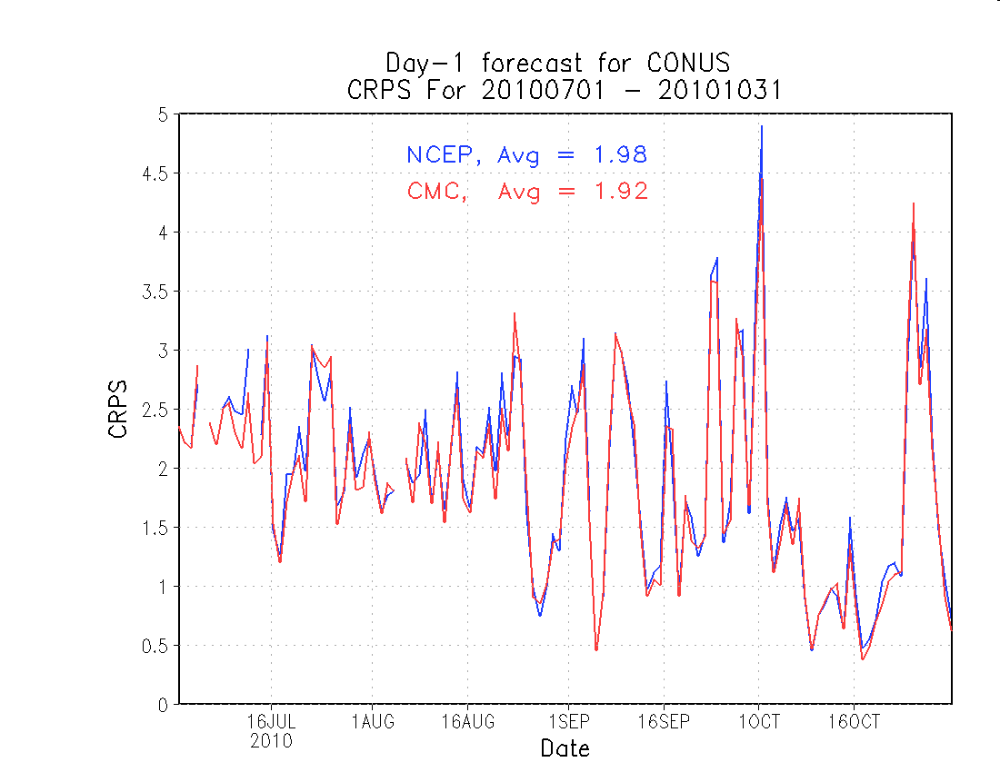 Day-1 forecast for CONUS
CRPS For 20100701 - 20101031
NCEP, Avg = 1.98
CMC, Avg = 1.92
5
4.5
4
3.5
3
2.5
2
1.5
1
0.5
0
CRPS
16JUL 1AUG 16AUG 1SEP 16SEP 1OCT 16OCT
2010
Date